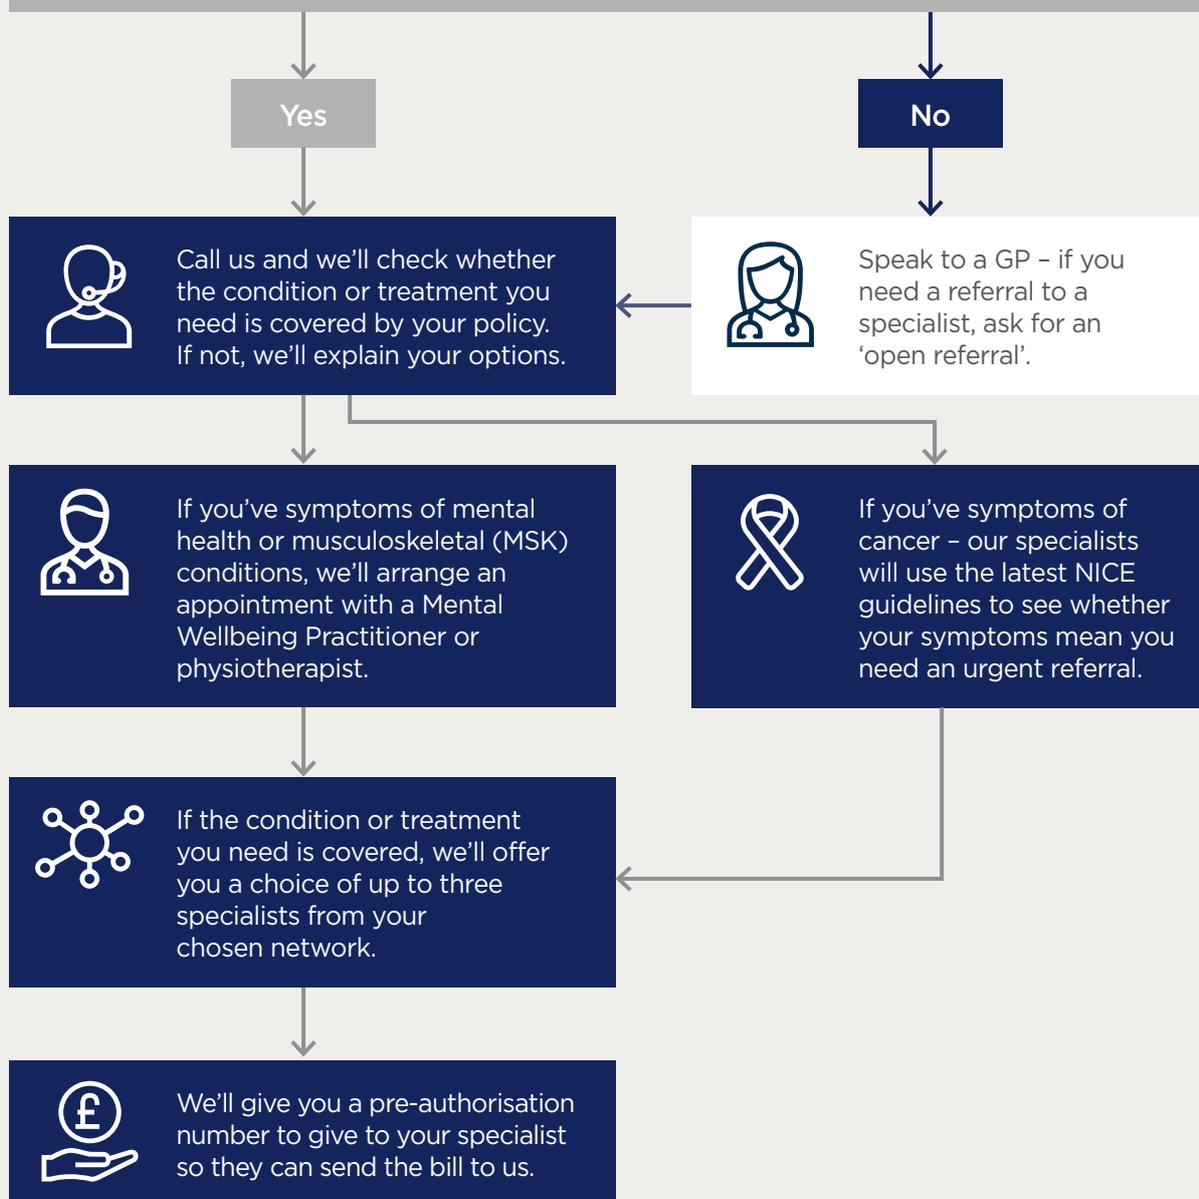 Yes
No
Call us and we’ll check whether
the condition or treatment you
need is covered by your policy.
If not, we’ll explain your options.
Speak to a GP – if you
need a referral to a
specialist, ask for an
‘open referral’.
If you’ve symptoms of mental
health or musculoskeletal (MSK)
conditions, we’ll arrange an
appointment with a Mental
Wellbeing Practitioner or
physiotherapist.
If you’ve symptoms of
cancer – our specialists
will use the latest NICE
guidelines to see whether
your symptoms mean you
need an urgent referral.
If the condition or treatment
you need is covered, we’ll offer
you a choice of up to three
specialists from your
chosen network.
£
We’ll give you a pre-authorisation
number to give to your specialist
so they can send the bill to us.